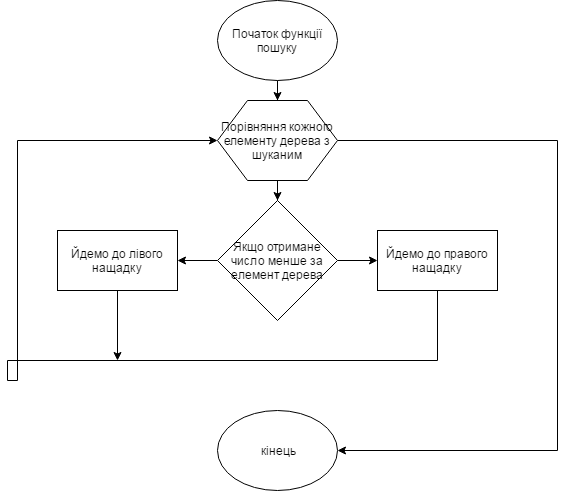 Початок функції
пошуку
Порівняння кожного
елементу дерева з
шуканим
Якщо отримане
число менше за
елемент дерева
Йдемо до лівого
нащадку
Йдемо до правого
нащадку
кінець